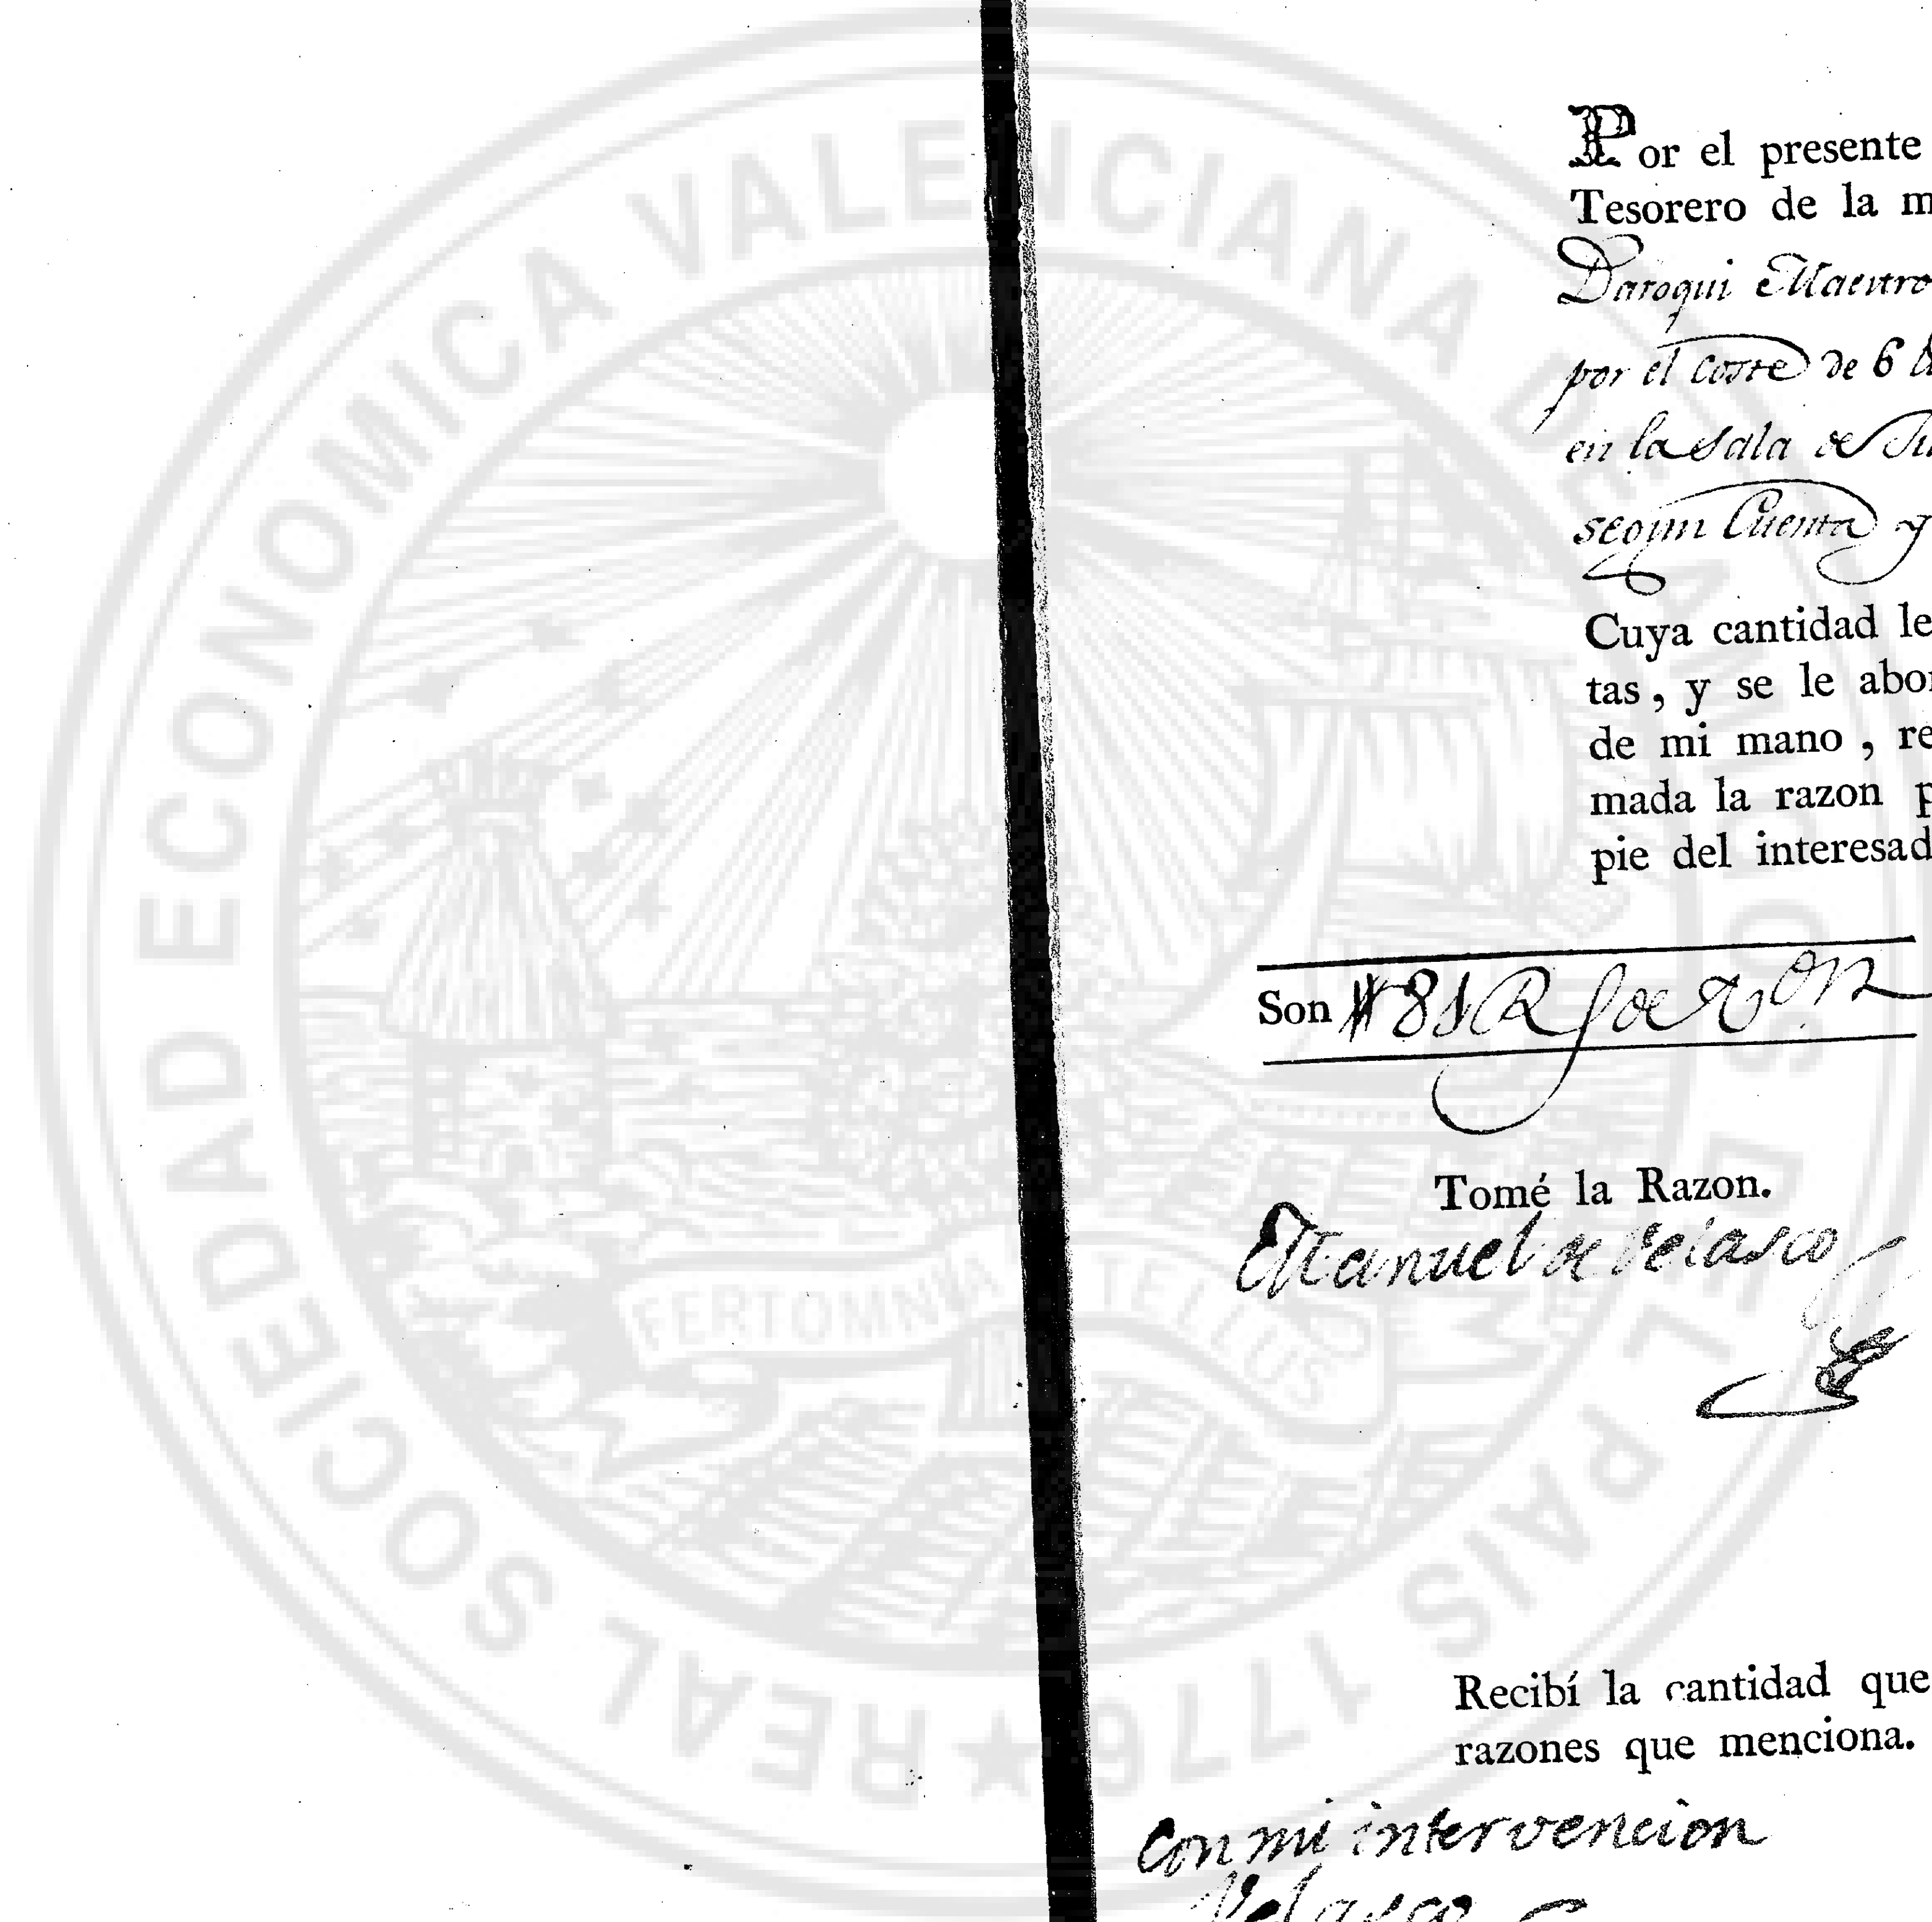 Por el presente
Tesorero de la m
Daroqui Maestro
por el Coste de 6
en la Sala de Ju
segun Cuenta y
Cuya cantidad le
tas, y se le abo
de mi mano, re
mada la razon p
pie del interesad
Son #81 R.s de v.on
Tomé la Razon.
Manuel de Velasco
Recibí la cantidad que
razones que menciona.
Con mi intervencion
Velasco
REAL SOCIEDAD ECONOMICA VALENCIANA DE AMIGOS DEL PAIS 1776
FERTOMNIA TELLUS